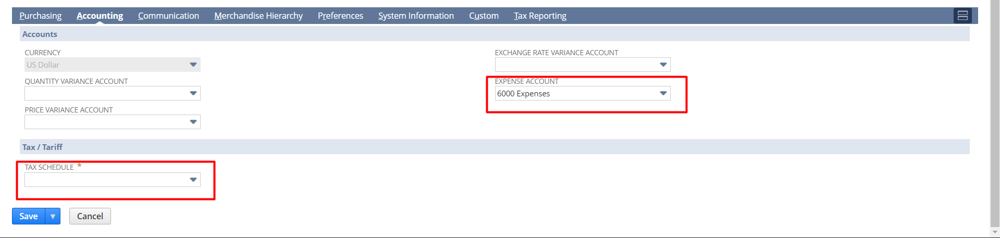 Purchasing Accounting Communication Merchandise Hierarchy Preferences System Information Custom Tax Reporting
Accounts
CURRENCY
US Dollar
QUANTITY VARIANCE ACCOUNT
PRICE VARIANCE ACCOUNT
EXCHANGE RATE VARIANCE ACCOUNT
EXPENSE ACCOUNT
6000 Expenses
Tax / Tariff
TAX SCHEDULE *
Save Cancel